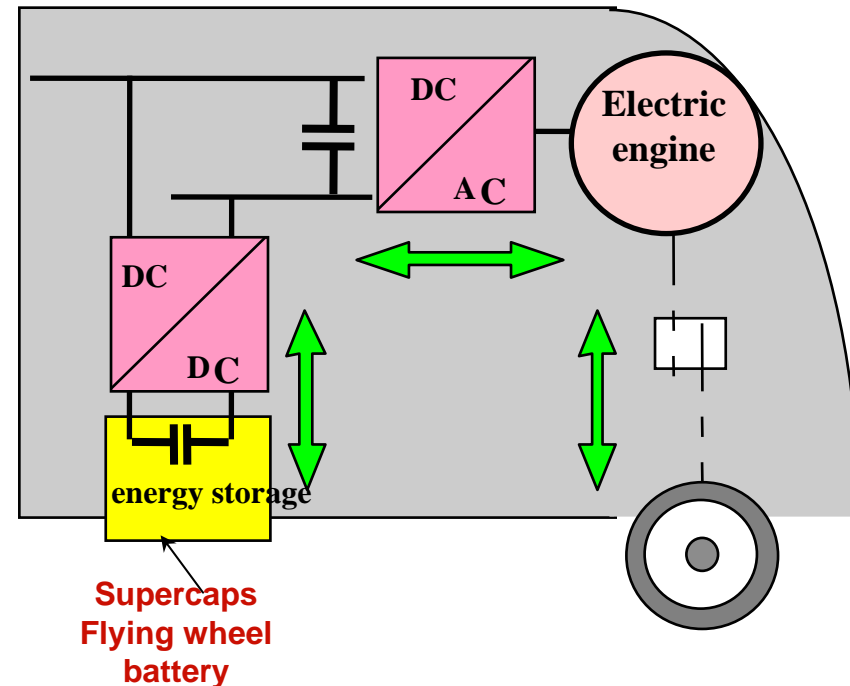 DC
AC
Electric
engine
DC
DC
energy storage
Supercaps
Flying wheel
battery